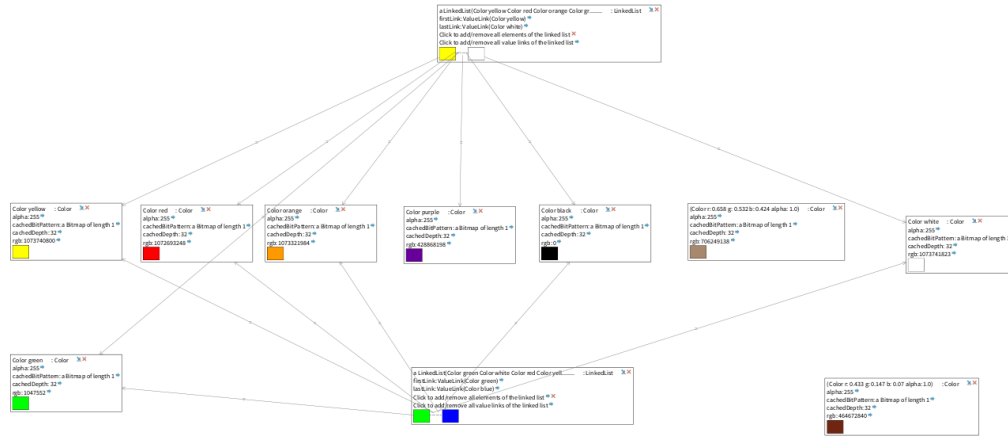 a LinkedList(Color yellow Color red Color orange Color gr......... : LinkedList
firstLink: ValueLink(Color yellow)
lastLink: ValueLink(Color white)
Click to add/remove all elements of the linked list
Click to add/remove all value links of the linked list
Color yellow : Color
alpha: 255
cachedBitPattern: a Bitmap of length 1
cachedDepth: 32
rgb: 1073740800
Color red : Color
alpha: 255
cachedBitPattern: a Bitmap of length 1
cachedDepth: 32
rgb: 1072693248
Color orange : Color
alpha: 255
cachedBitPattern: a Bitmap of length 1
cachedDepth: 32
rgb: 1073321984
Color purple : Color
alpha: 255
cachedBitPattern: a Bitmap of length 1
cachedDepth: 32
rgb: 428868198
Color black : Color
alpha: 255
cachedBitPattern: a Bitmap of length 1
cachedDepth: 32
rgb: 0
(Color r: 0.658 g: 0.532 b: 0.424 alpha: 1.0) : Color
alpha: 255
cachedBitPattern: a Bitmap of length 1
cachedDepth: 32
rgb: 706249138
Color white : Color
alpha: 255
cachedBitPattern: a Bitmap of length 1
cachedDepth: 32
rgb: 1073741823
Color green : Color
alpha: 255
cachedBitPattern: a Bitmap of length 1
cachedDepth: 32
rgb: 1047552
a LinkedList(Color green Color white Color red Color yell......... : LinkedList
firstLink: ValueLink(Color green)
lastLink: ValueLink(Color blue)
Click to add/remove all elements of the linked list
Click to add/remove all value links of the linked list
(Color r: 0.433 g: 0.147 b: 0.07 alpha: 1.0) : Color
alpha: 255
cachedBitPattern: a Bitmap of length 1
cachedDepth: 32
rgb: 464672840